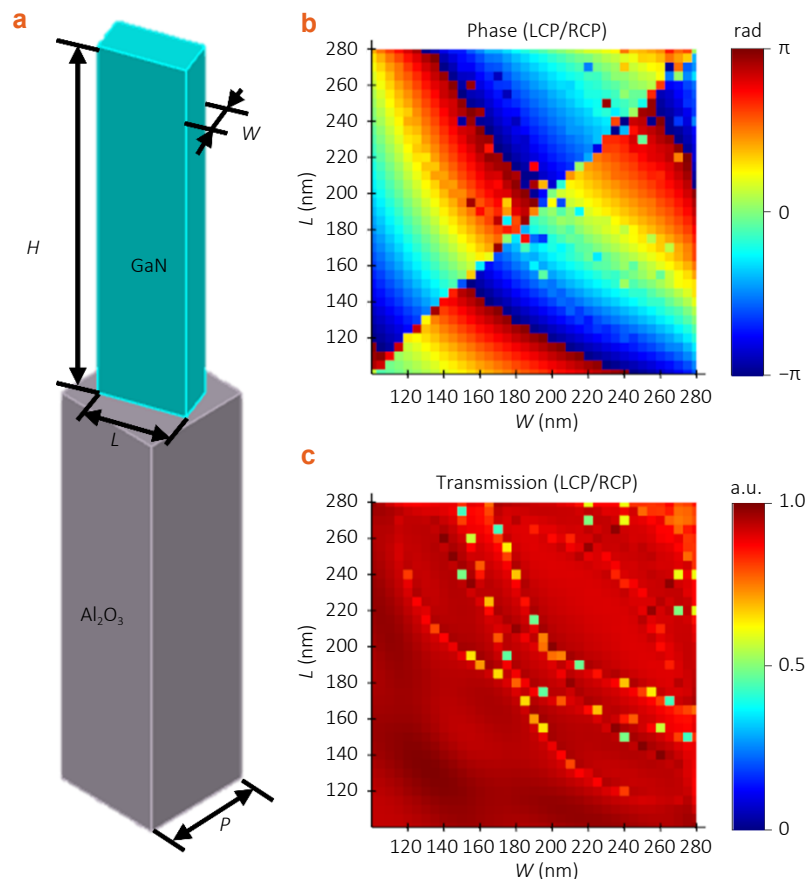 a
W
H
GaN
L
Al₂O₃
P
b
Phase (LCP/RCP)
rad
280
260
240
220
200
180
160
140
120
L (nm)
120 140 160 180 200 220 240 260 280
W (nm)
π
0
−π
c
Transmission (LCP/RCP)
a.u.
280
260
240
220
200
180
160
140
120
L (nm)
120 140 160 180 200 220 240 260 280
W (nm)
1.0
0.5
0